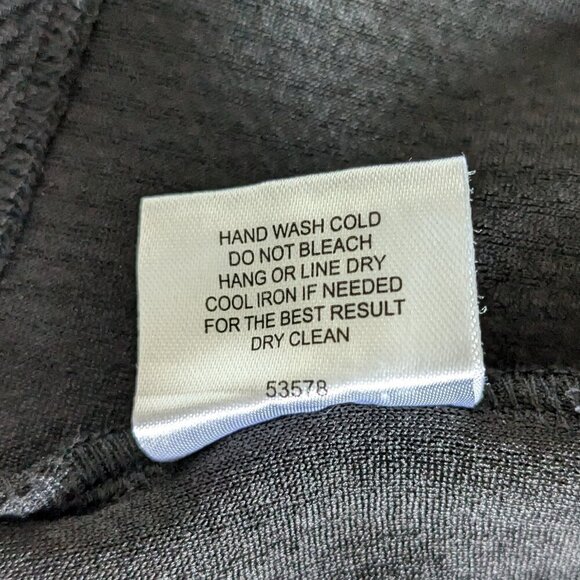 HAND WASH COLD
DO NOT BLEACH
HANG OR LINE DRY
COOL IRON IF NEEDED
FOR THE BEST RESULT
DRY CLEAN
53578